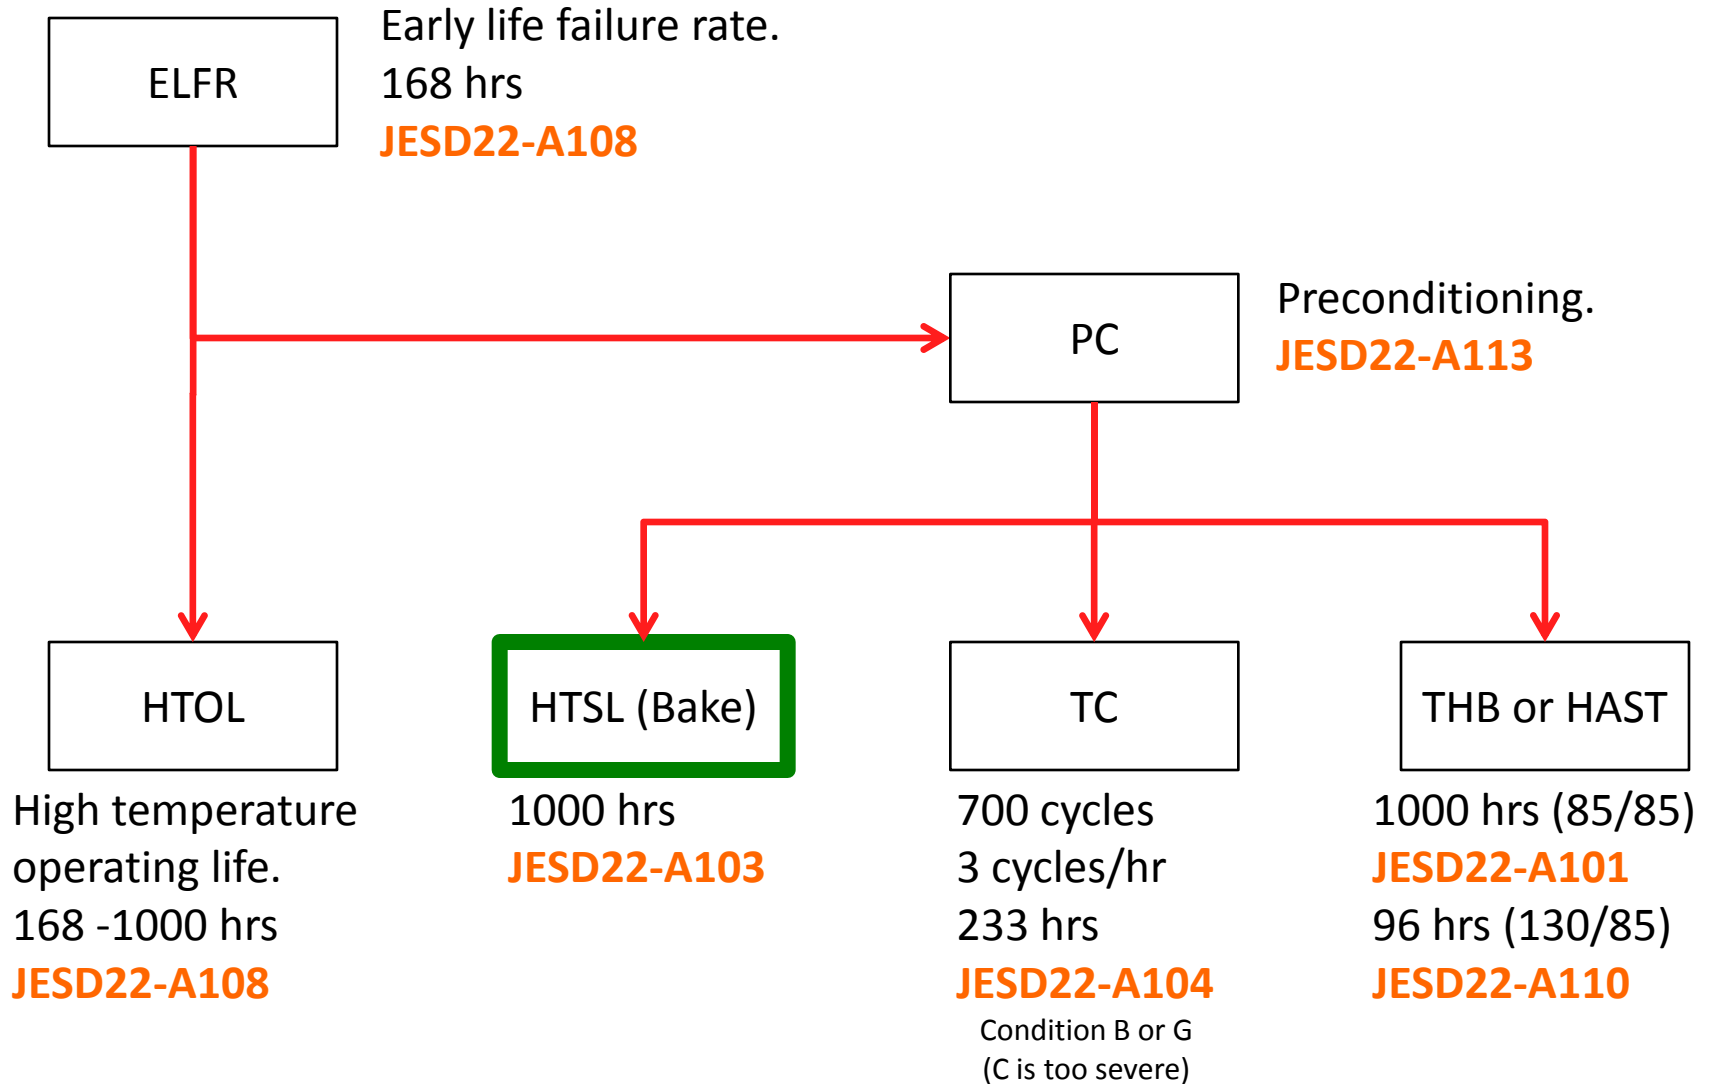 ELFR
Early life failure rate.
168 hrs
JESD22-A108
PC
Preconditioning.
JESD22-A113
HTOL
High temperature
operating life.
168 -1000 hrs
JESD22-A108
HTSL (Bake)
1000 hrs
JESD22-A103
TC
700 cycles
3 cycles/hr
233 hrs
JESD22-A104
Condition B or G
(C is too severe)
THB or HAST
1000 hrs (85/85)
JESD22-A101
96 hrs (130/85)
JESD22-A110